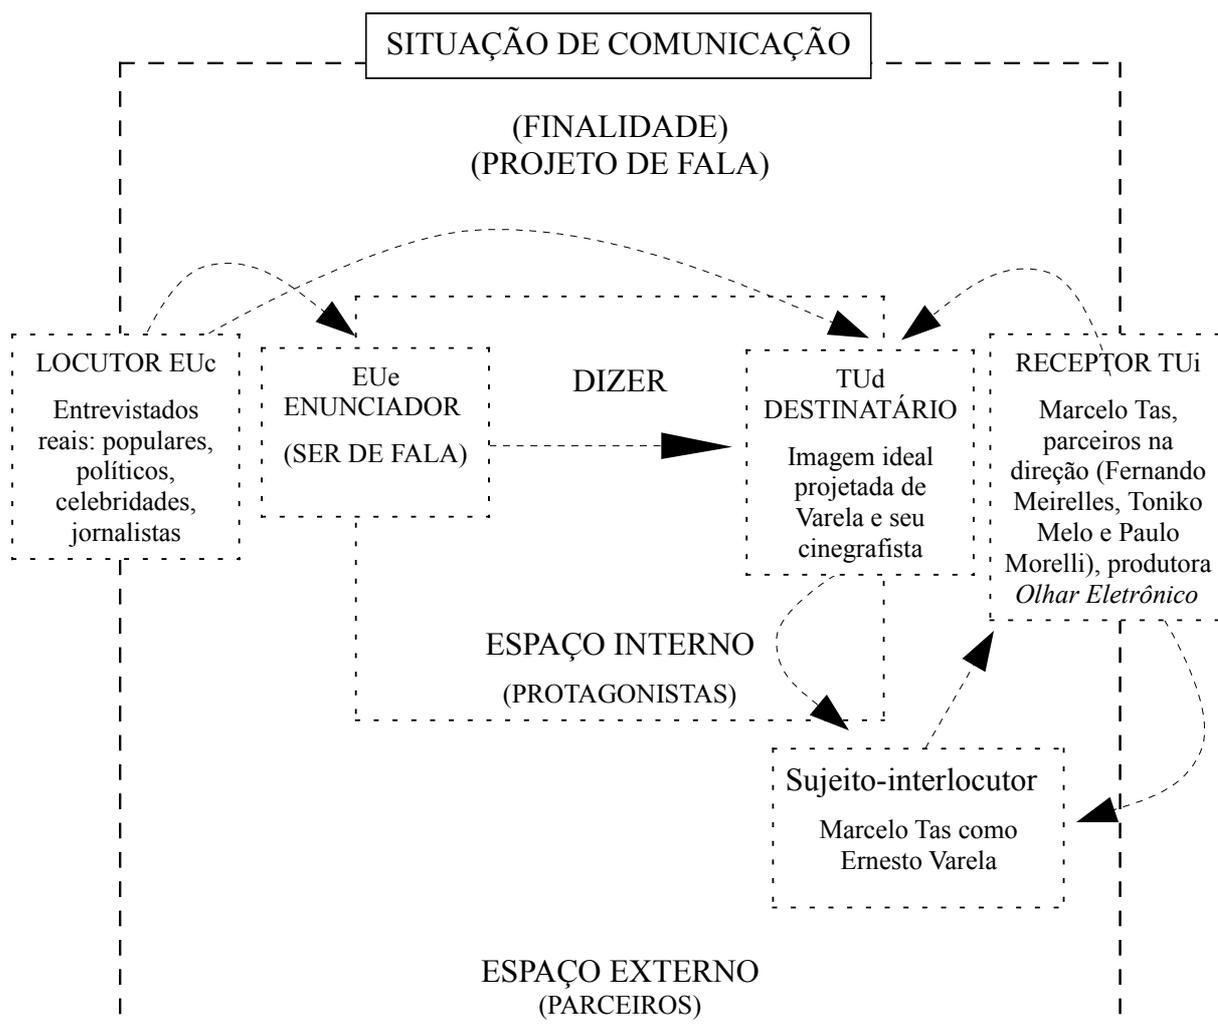 SITUAÇÃO DE COMUNICAÇÃO
(FINALIDADE)
(PROJETO DE FALA)
LOCUTOR EUc
Entrevistados
reais: populares,
políticos,
celebridades,
jornalistas
EUe
ENUNCIADOR
(SER DE FALA)
DIZER
TUd
DESTINATÁRIO
Imagem ideal
projetada de
Varela e seu
cinegrafista
RECEPTOR TUi
Marcelo Tas,
parceiros na
direção (Fernando
Meirelles, Toniko
Melo e Paulo
Morelli), produtora
Olhar Eletrônico
ESPAÇO INTERNO
(PROTAGONISTAS)
Sujeito-interlocutor
Marcelo Tas como
Ernesto Varela
ESPAÇO EXTERNO
(PARCEIROS)